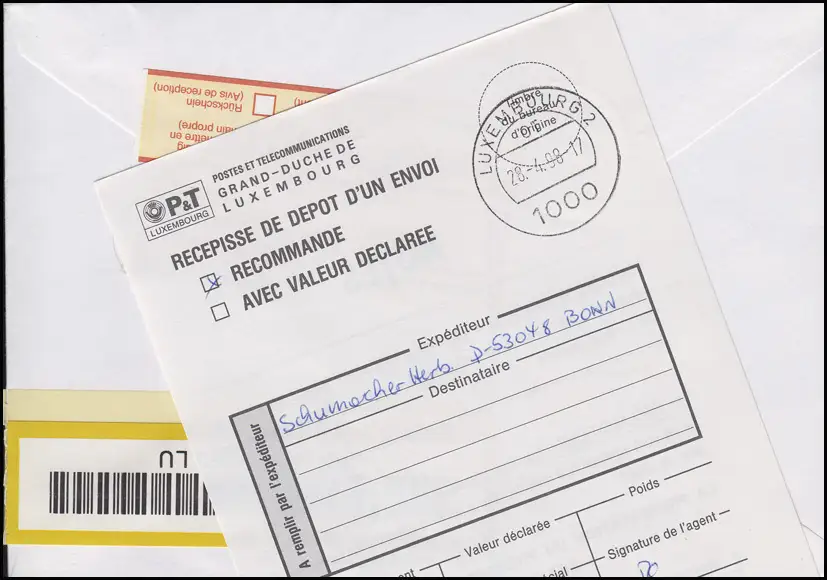 Rückschein
(Avis de reception)
P&T
LUXEMBOURG
POSTES ET TELECOMMUNICATIONS
GRAND-DUCHE DE
LUXEMBOURG
Timbre
du bureau
d'origine
LUXEMBOURG 2
28.-4.98-17
1000
RECEPISSE DE DEPOT D'UN ENVOI
x RECOMMANDE
AVEC VALEUR DECLAREE
Expéditeur
Schumacher Herb. D-53048 BONN
Destinataire
A remplir par l'expéditeur
Valeur déclarée
Poids
Signature de l'agent
LU